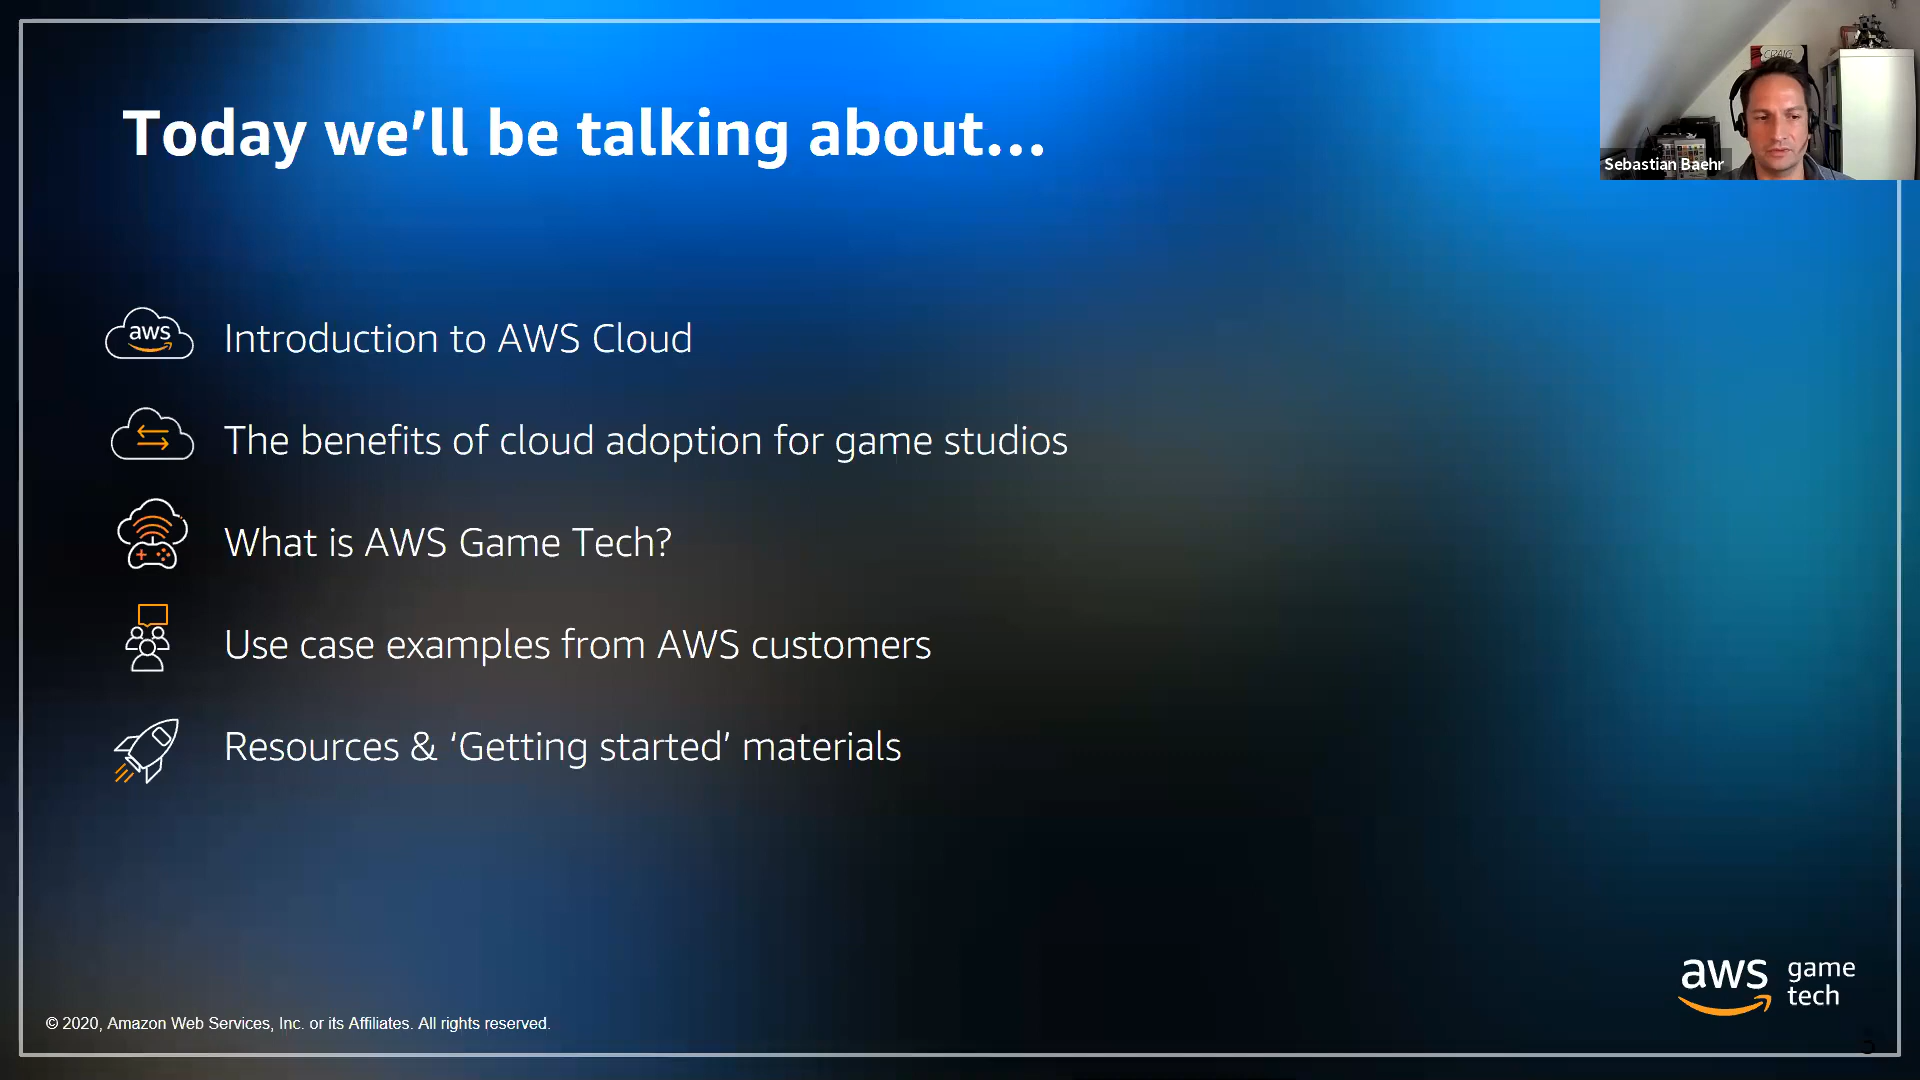 Today we’ll be talking about...
CRAIG
Sebastian Baehr
aws
Introduction to AWS Cloud
The benefits of cloud adoption for game studios
What is AWS Game Tech?
Use case examples from AWS customers
Resources & ‘Getting started’ materials
aws game tech
© 2020, Amazon Web Services, Inc. or its Affiliates. All rights reserved.
5